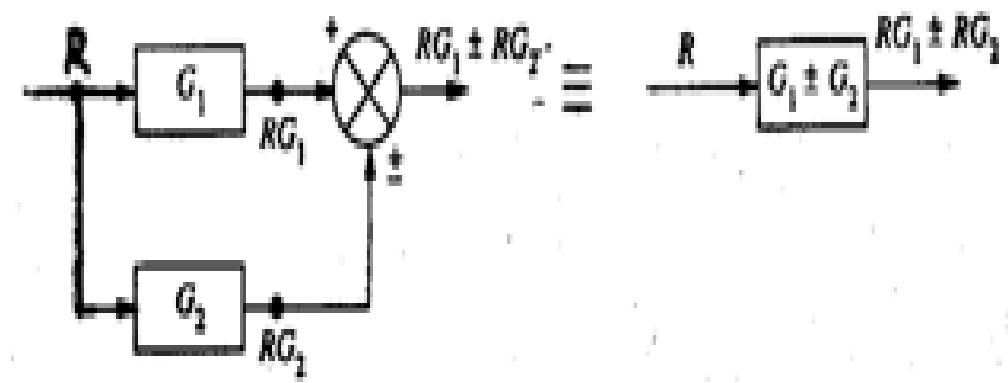 R
G₁
RG₁
+
±
RG₁ ± RG₂
G₂
RG₂
≡
R
G₁ ± G₂
RG₁ ± RG₂